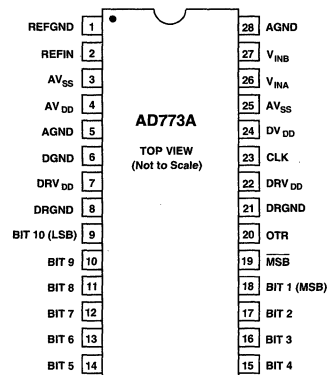 REFGND 1 28 AGND
REFIN 2 27 VINB
AVSS 3 26 VINA
AVDD 4 25 AVSS
AGND 5 AD773A 24 DVDD
DGND 6 TOP VIEW 23 CLK
DRVDD 7 (Not to Scale) 22 DRVDD
DRGND 8 21 DRGND
BIT 10 (LSB) 9 20 OTR
BIT 9 10 19 M̅S̅B̅
BIT 8 11 18 BIT 1 (MSB)
BIT 7 12 17 BIT 2
BIT 6 13 16 BIT 3
BIT 5 14 15 BIT 4